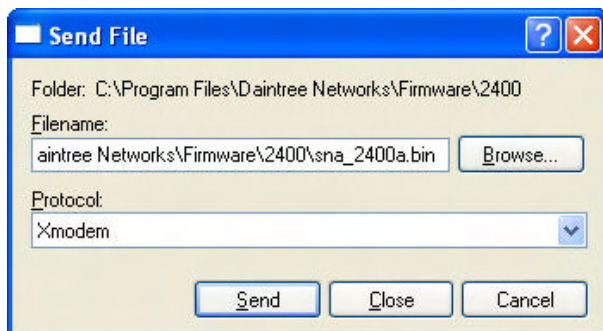 Send File
Folder: C:\Program Files\Daintree Networks\Firmware\2400
Filename:
aintree Networks\Firmware\2400\sna_2400a.bin Browse...
Protocol:
Xmodem
Send Close Cancel